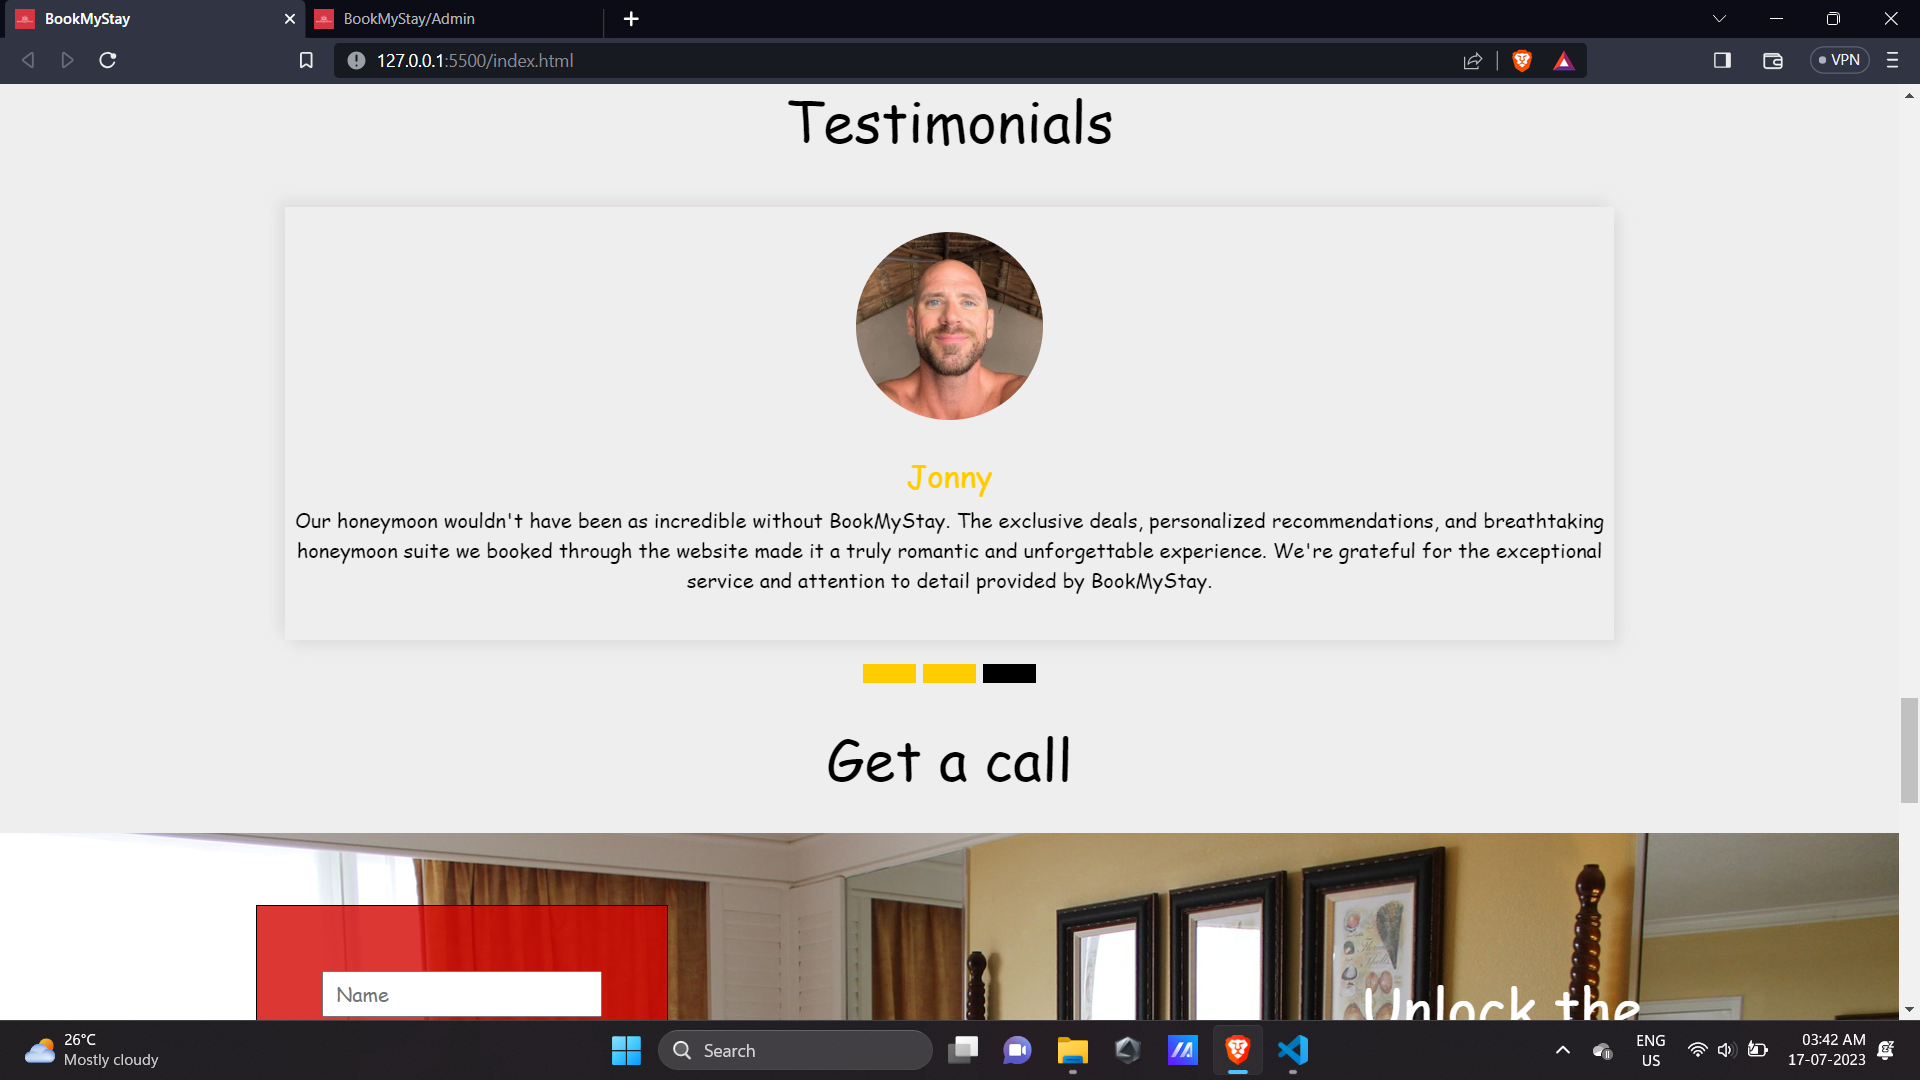 BookMyStay
BookMyStay/Admin
127.0.0.1:5500/index.html
VPN
Testimonials
Jonny
Our honeymoon wouldn't have been as incredible without BookMyStay. The exclusive deals, personalized recommendations, and breathtaking
honeymoon suite we booked through the website made it a truly romantic and unforgettable experience. We're grateful for the exceptional
service and attention to detail provided by BookMyStay.
Get a call
Name
Unlock the
26°C
Mostly cloudy
Search
ENG
US
03:42 AM
17-07-2023